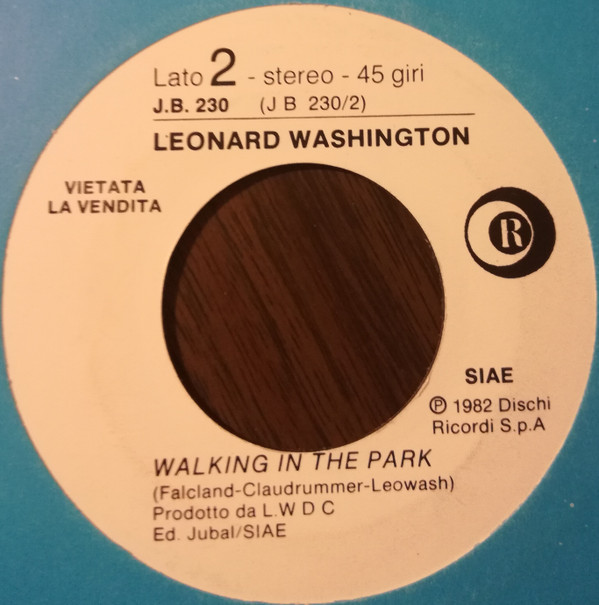 Lato 2 - stereo - 45 giri
J.B. 230 (J B 230/2)
LEONARD WASHINGTON
VIETATA
LA VENDITA
R
SIAE
℗ 1982 Dischi
Ricordi S.p.A
WALKING IN THE PARK
(Falcland-Claudrummer-Leowash)
Prodotto da L.W D C
Ed. Jubal/SIAE